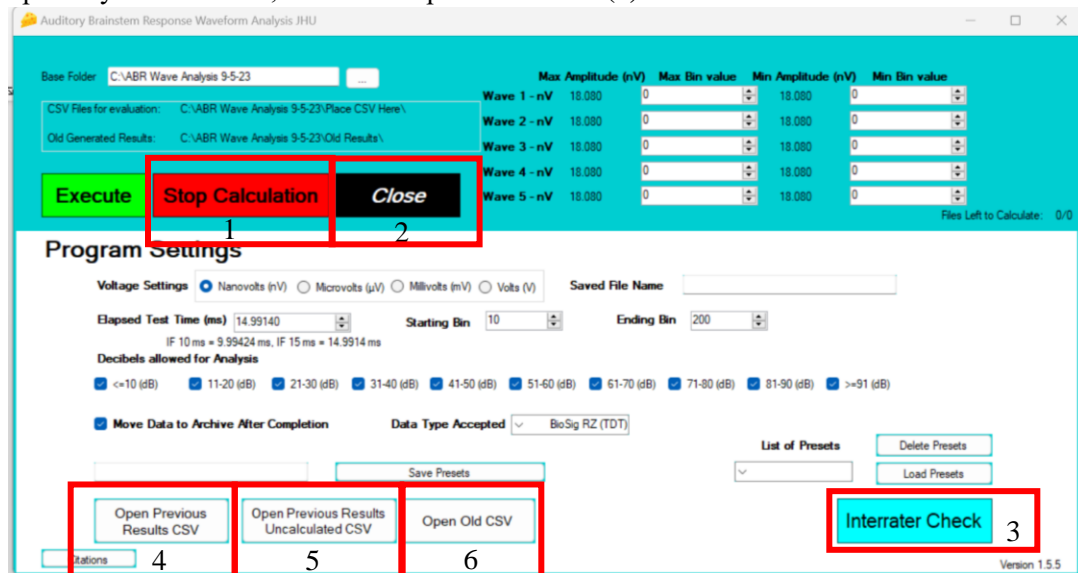 Auditory Brainstem Response Waveform Analysis JHU
Base Folder C:\ABR Wave Analysis 9-5-23 ...
Max Amplitude (nV) Max Bin value Min Amplitude (nV) Min Bin value
CSV Files for evaluation: C:\ABR Wave Analysis 9-5-23\Place CSV Here\
Old Generated Results: C:\ABR Wave Analysis 9-5-23\Old Results\
Wave 1 - nV 18.080 0 18.080 0
Wave 2 - nV 18.080 0 18.080 0
Wave 3 - nV 18.080 0 18.080 0
Wave 4 - nV 18.080 0 18.080 0
Wave 5 - nV 18.080 0 18.080 0
Execute Stop Calculation Close
1 2
Files Left to Calculate: 0/0
Program Settings
Voltage Settings Nanovolts (nV) Microvolts (µV) Millivolts (mV) Volts (V) Saved File Name
Elapsed Test Time (ms) 14.99140 Starting Bin 10 Ending Bin 200
IF 10 ms = 9.99424 ms, IF 15 ms = 14.9914 ms
Decibels allowed for Analysis
<=10 (dB) 11-20 (dB) 21-30 (dB) 31-40 (dB) 41-50 (dB) 51-60 (dB) 61-70 (dB) 71-80 (dB) 81-90 (dB) >=91 (dB)
Move Data to Archive After Completion Data Type Accepted BioSig RZ (TDT)
List of Presets Delete Presets
Save Presets Load Presets
Open Previous
Results CSV
Open Previous Results
Uncalculated CSV
Open Old CSV
Interrater Check 3
4 5 6
Version 1.5.5